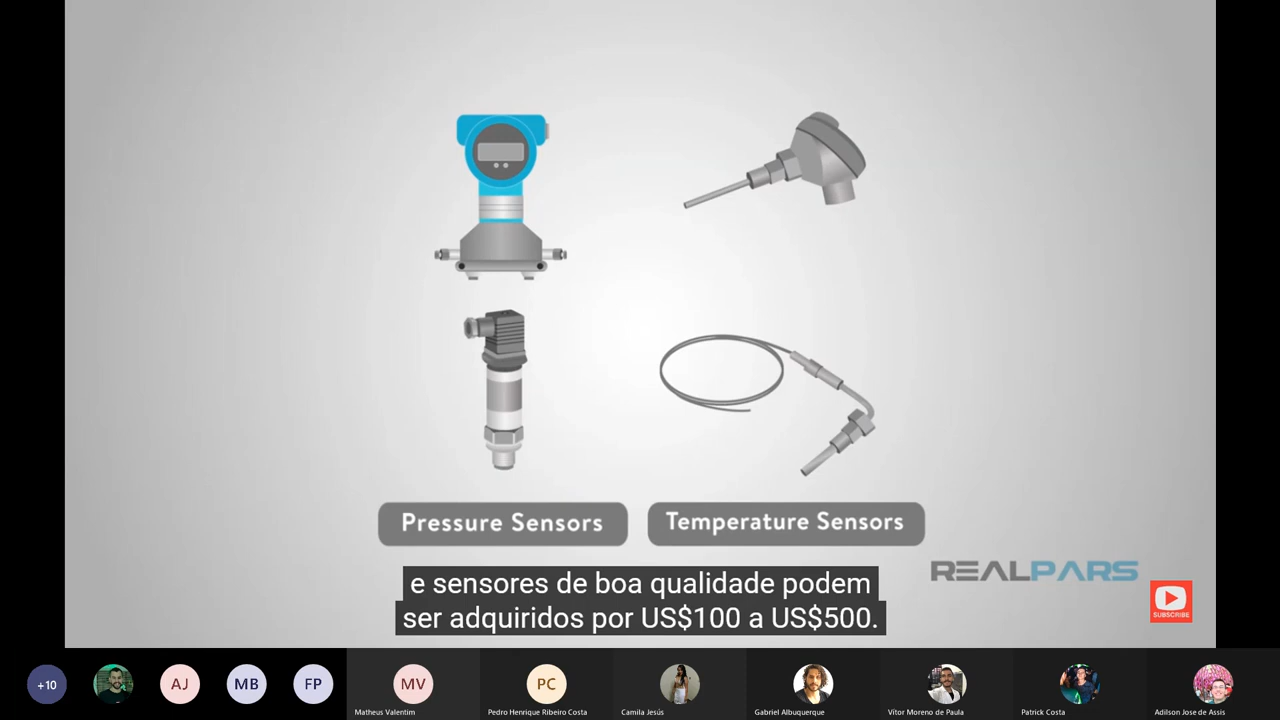 Pressure Sensors
Temperature Sensors
REALPARS
e sensores de boa qualidade podem
ser adquiridos por US$100 a US$500.
SUBSCRIBE
+10
AJ
MB
FP
MV
PC
Matheus Valentim
Pedro Henrique Ribeiro Costa
Camila Jesús
Gabriel Albuquerque
Vítor Moreno de Paula
Patrick Costa
Adilson Jose de Assis